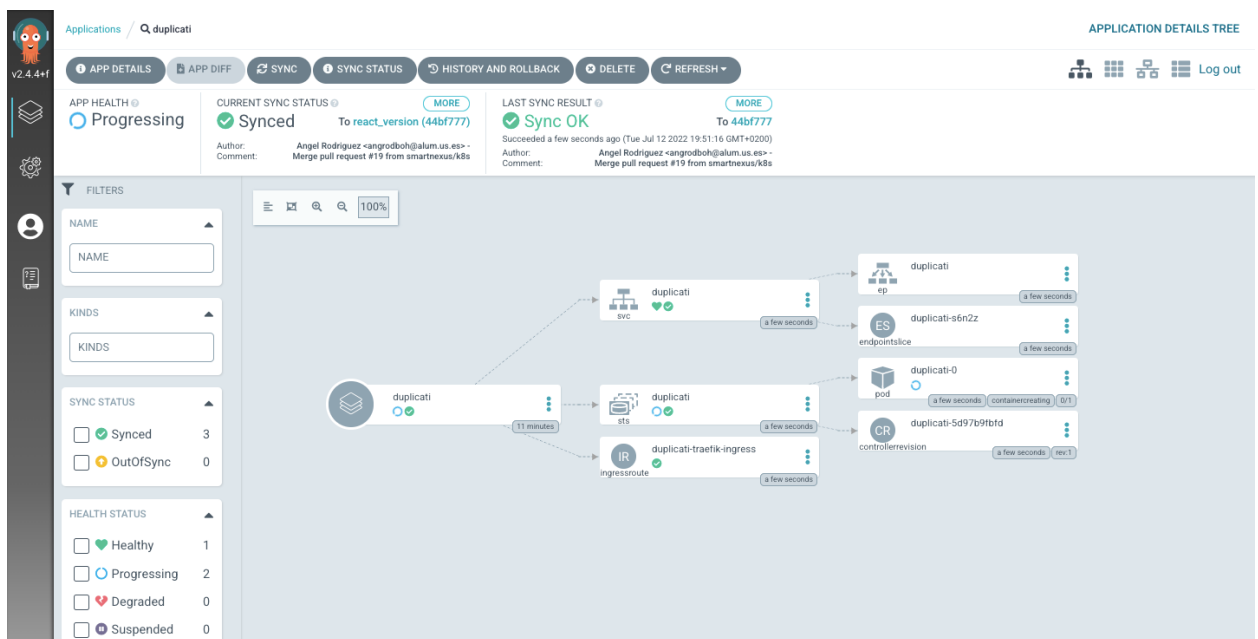 Applications / duplicati
APPLICATION DETAILS TREE
v2.4.4+f
APP DETAILS
APP DIFF
SYNC
SYNC STATUS
HISTORY AND ROLLBACK
DELETE
REFRESH
Log out
APP HEALTH
Progressing
CURRENT SYNC STATUS
MORE
Synced
To react_version (44bf777)
Author: Angel Rodriguez <angrodboh@alum.us.es> -
Comment: Merge pull request #19 from smartnexus/k8s
LAST SYNC RESULT
MORE
Sync OK
To 44bf777
Succeeded a few seconds ago (Tue Jul 12 2022 19:51:16 GMT+0200)
Author: Angel Rodriguez <angrodboh@alum.us.es> -
Comment: Merge pull request #19 from smartnexus/k8s
FILTERS
NAME
NAME
KINDS
KINDS
SYNC STATUS
Synced 3
OutOfSync 0
HEALTH STATUS
Healthy 1
Progressing 2
Degraded 0
Suspended 0
100%
duplicati
11 minutes
duplicati
svc
a few seconds
duplicati
sts
a few seconds
duplicati-traefik-ingress
IR
ingressroute
a few seconds
duplicati
ep
a few seconds
duplicati-s6n2z
ES
endpointslice
a few seconds
duplicati-0
pod
a few seconds containercreating 0/1
duplicati-5d97b9fbfd
CR
controllerrevision
a few seconds rev:1